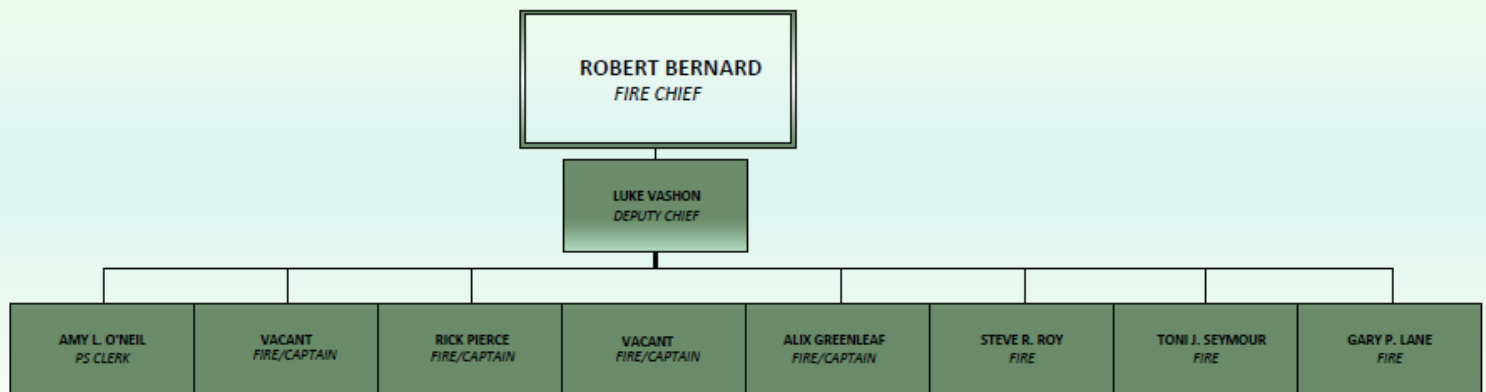 ROBERT BERNARD
FIRE CHIEF
LUKE VASHON
DEPUTY CHIEF
AMY L. O'NEIL
PS CLERK
VACANT
FIRE/CAPTAIN
RICK PIERCE
FIRE/CAPTAIN
VACANT
FIRE/CAPTAIN
ALIX GREENLEAF
FIRE/CAPTAIN
STEVE R. ROY
FIRE
TONI J. SEYMOUR
FIRE
GARY P. LANE
FIRE